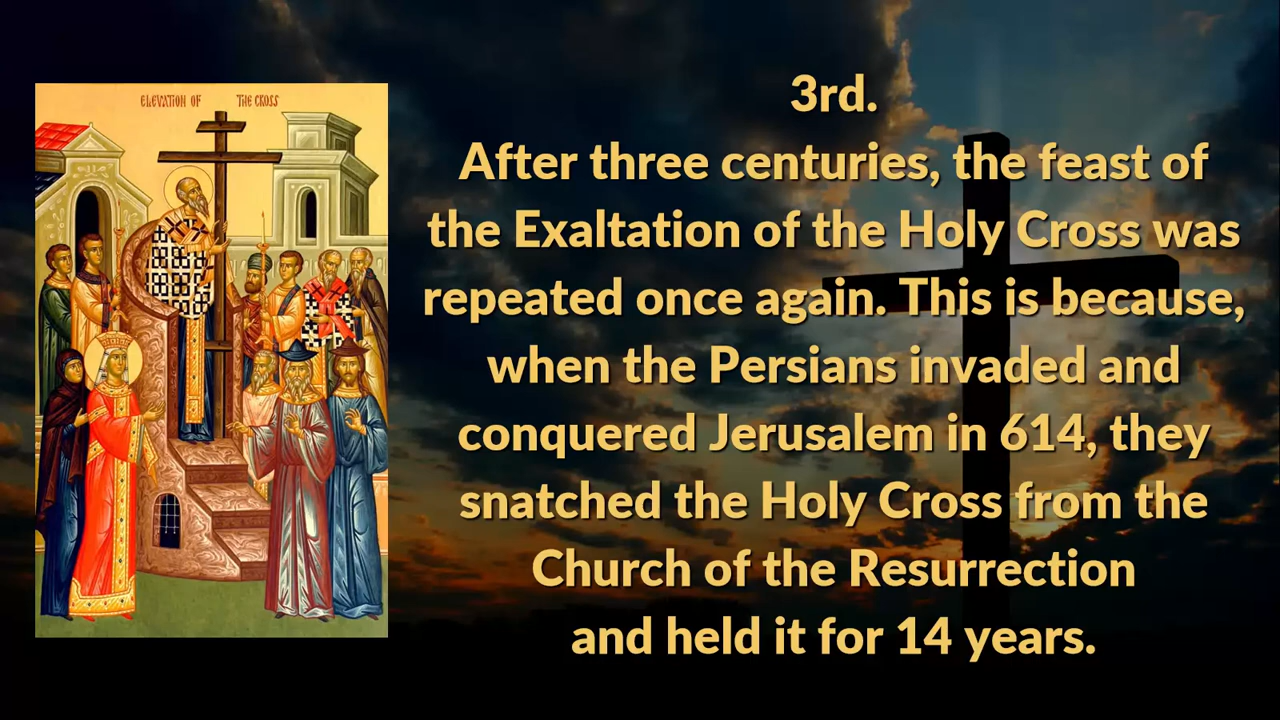 ELEVATION OF THE CROSS
3rd.
After three centuries, the feast of
the Exaltation of the Holy Cross was
repeated once again. This is because,
when the Persians invaded and
conquered Jerusalem in 614, they
snatched the Holy Cross from the
Church of the Resurrection
and held it for 14 years.